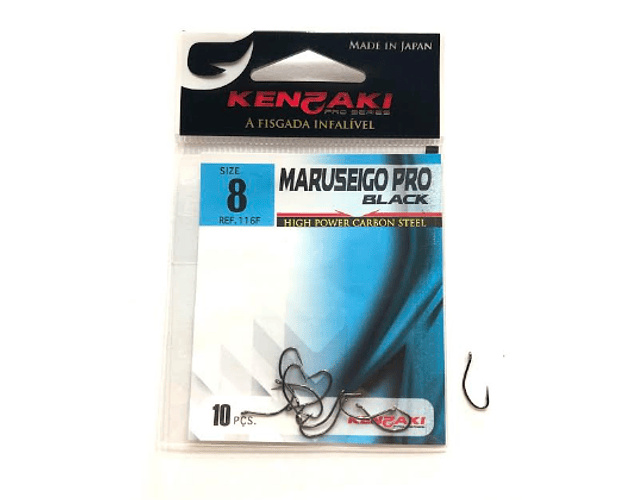 MADE IN JAPAN
KENZAKI
PRO SERIES
A FISGADA INFALÍVEL
SIZE
8
REF.116F
MARUSEIGO PRO
BLACK
HIGH POWER CARBON STEEL
10 PÇS.
KENZAKI